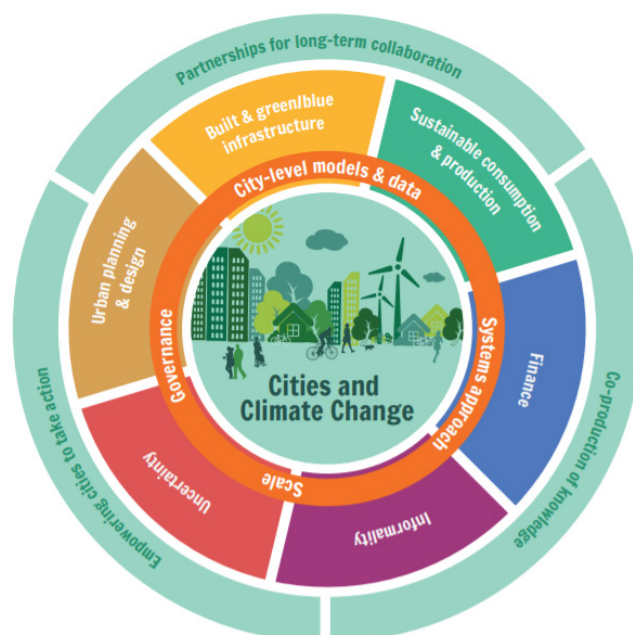 Partnerships for long-term collaboration
Built & green/blue
infrastructure
Sustainable consumption
& production
City-level models & data
Urban planning
& design
Governance
Systems approach
Finance
Cities and
Climate Change
Scale
Uncertainty
Informality
Empowering cities to take action
Co-production of knowledge